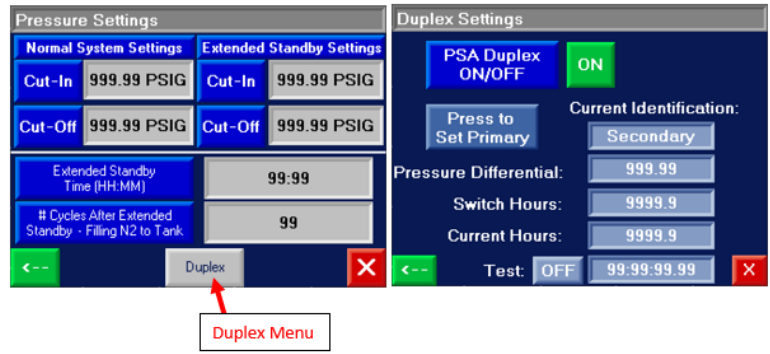 Pressure Settings
Normal System Settings
Extended Standby Settings
Cut-In 999.99 PSIG
Cut-In 999.99 PSIG
Cut-Off 999.99 PSIG
Cut-Off 999.99 PSIG
Extended Standby
Time (HH:MM)
99:99
# Cycles After Extended
Standby - Filling N2 to Tank
99
<--
Duplex
X
Duplex Menu
Duplex Settings
PSA Duplex
ON/OFF
ON
Press to
Set Primary
Current Identification:
Secondary
Pressure Differential: 999.99
Switch Hours: 9999.9
Current Hours: 9999.9
<--
Test: OFF 99:99:99.99
X